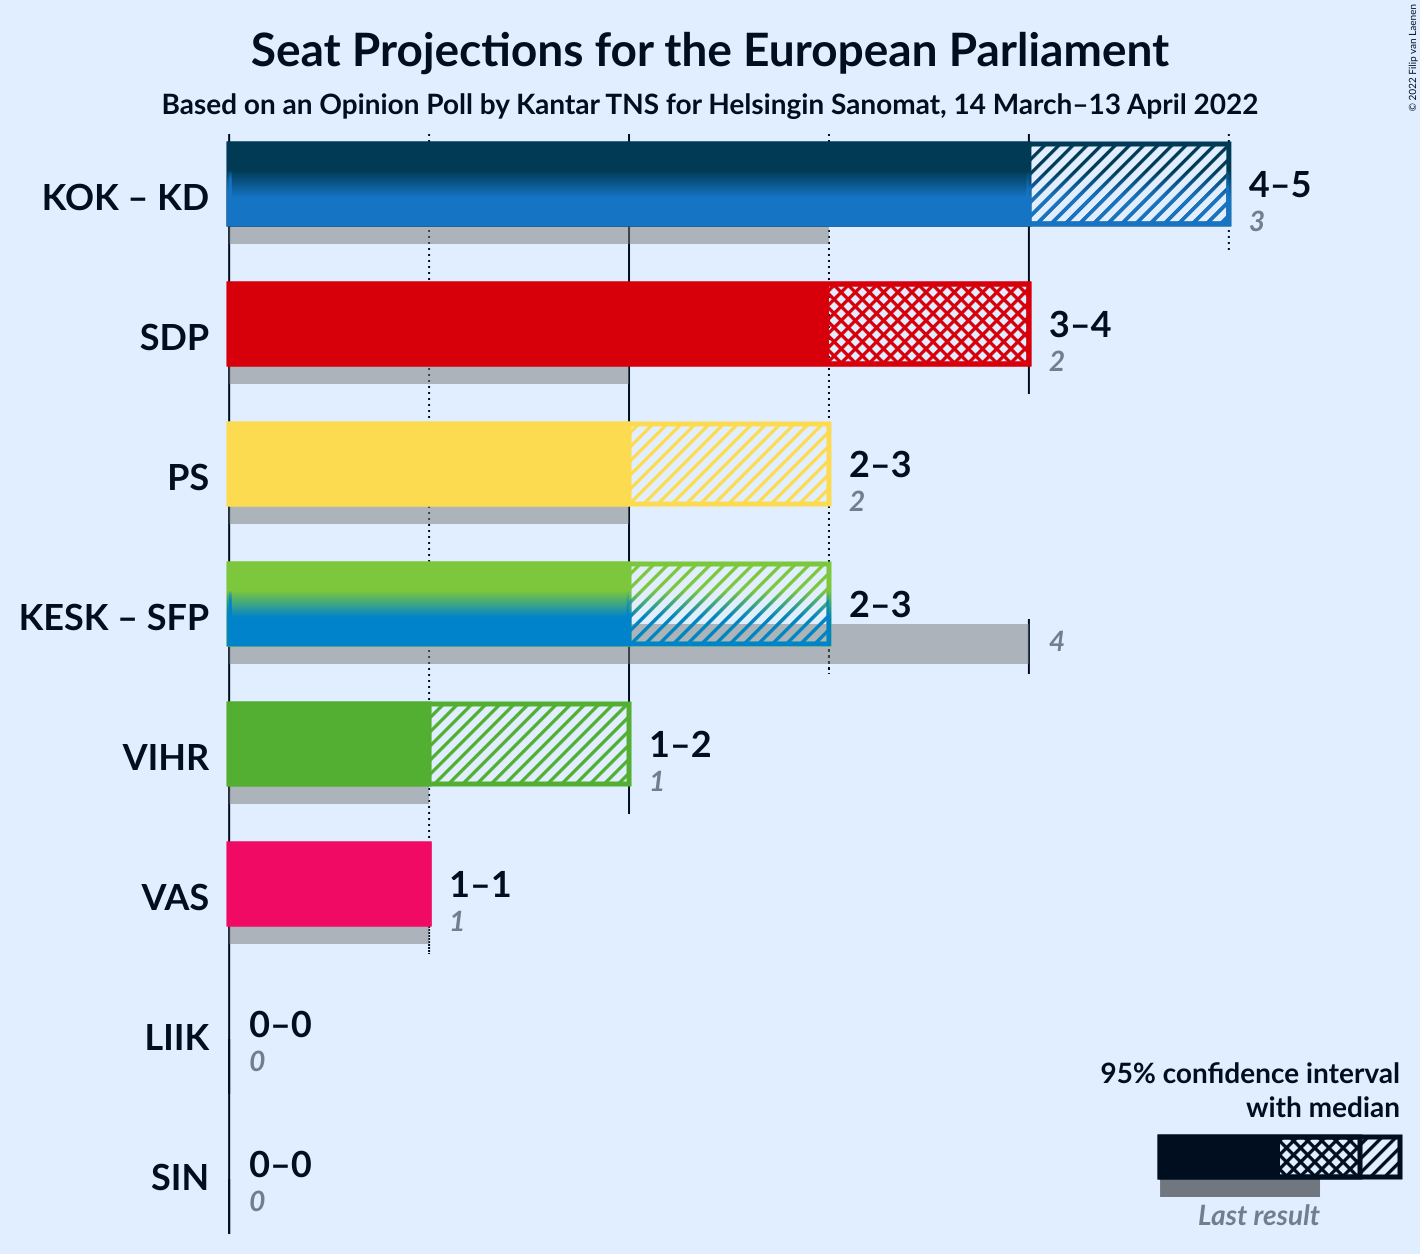 Seat Projections for the European Parliament
Based on an Opinion Poll by Kantar TNS for Helsingin Sanomat, 14 March–13 April 2022
© 2022 Filip van Laenen
KOK – KD
4–5
3
SDP
3–4
2
PS
2–3
2
KESK – SFP
2–3
4
VIHR
1–2
1
VAS
1–1
1
LIIK
0–0
0
SIN
0–0
0
95% confidence interval
with median
Last result